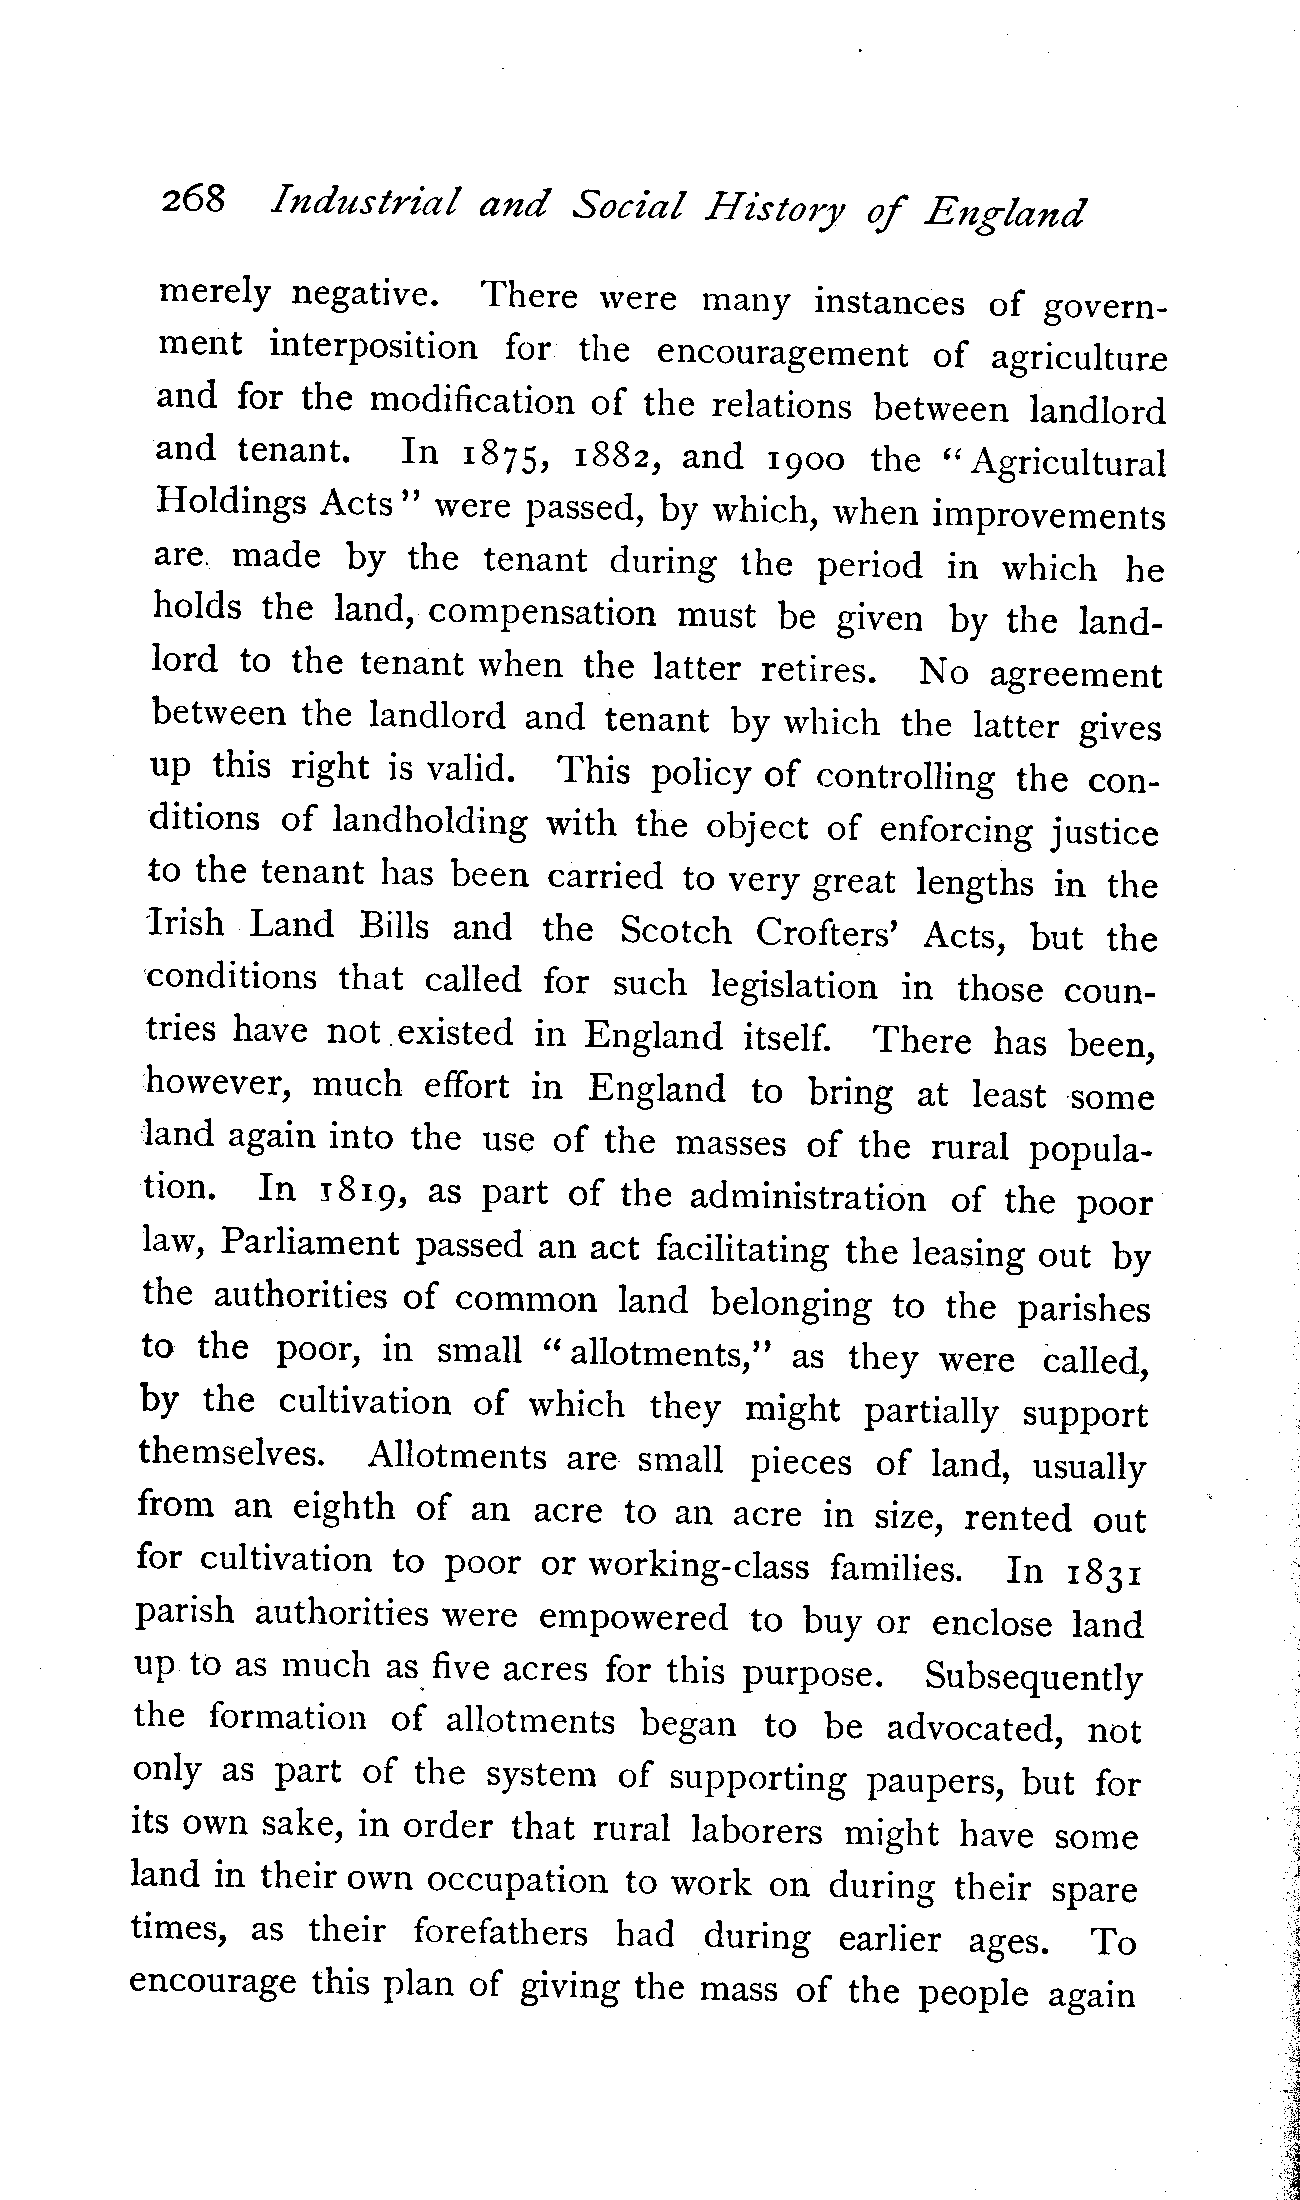 268 Industrial and Social History of England
merely negative. There were many instances of govern-
ment interposition for the encouragement of agriculture
and for the modification of the relations between landlord
and tenant. In 1875, 1882, and 1900 the "Agricultural
Holdings Acts" were passed, by which, when improvements
are made by the tenant during the period in which he
holds the land, compensation must be given by the land-
lord to the tenant when the latter retires. No agreement
between the landlord and tenant by which the latter gives
up this right is valid. This policy of controlling the con-
ditions of landholding with the object of enforcing justice
to the tenant has been carried to very great lengths in the
Irish Land Bills and the Scotch Crofters' Acts, but the
conditions that called for such legislation in those coun-
tries have not existed in England itself. There has been,
however, much effort in England to bring at least some
land again into the use of the masses of the rural popula-
tion. In 1819, as part of the administration of the poor
law, Parliament passed an act facilitating the leasing out by
the authorities of common land belonging to the parishes
to the poor, in small "allotments," as they were called,
by the cultivation of which they might partially support
themselves. Allotments are small pieces of land, usually
from an eighth of an acre to an acre in size, rented out
for cultivation to poor or working-class families. In 1831
parish authorities were empowered to buy or enclose land
up to as much as five acres for this purpose. Subsequently
the formation of allotments began to be advocated, not
only as part of the system of supporting paupers, but for
its own sake, in order that rural laborers might have some
land in their own occupation to work on during their spare
times, as their forefathers had during earlier ages. To
encourage this plan of giving the mass of the people again